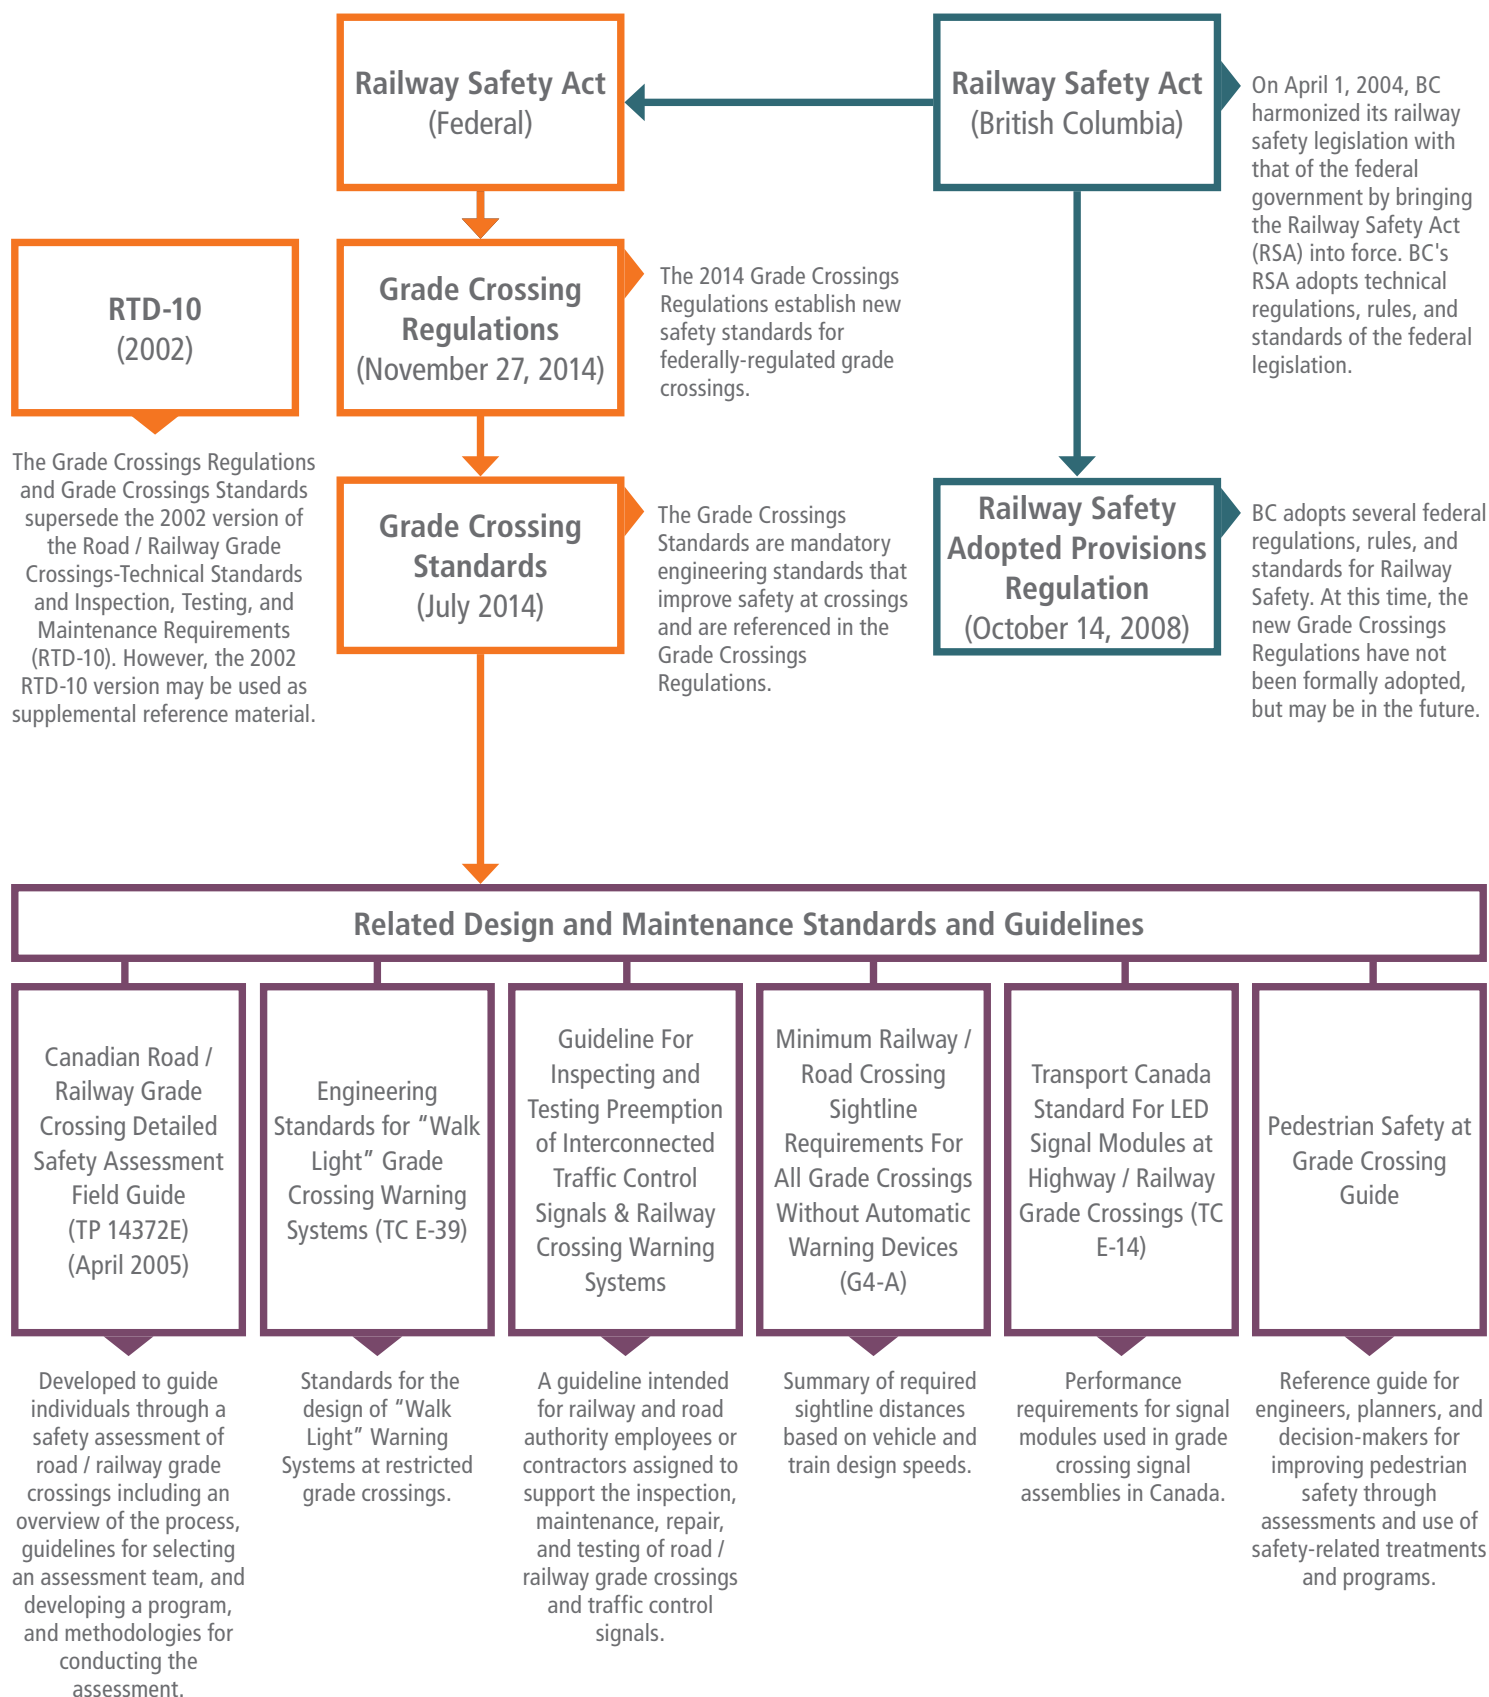 Railway Safety Act
(Federal)
Railway Safety Act
(British Columbia)
On April 1, 2004, BC
harmonized its railway
safety legislation with
that of the federal
government by bringing
the Railway Safety Act
(RSA) into force. BC's
RSA adopts technical
regulations, rules, and
standards of the federal
legislation.
RTD-10
(2002)
The Grade Crossings Regulations
and Grade Crossings Standards
supersede the 2002 version of
the Road / Railway Grade
Crossings-Technical Standards
and Inspection, Testing, and
Maintenance Requirements
(RTD-10). However, the 2002
RTD-10 version may be used as
supplemental reference material.
Grade Crossing
Regulations
(November 27, 2014)
The 2014 Grade Crossings
Regulations establish new
safety standards for
federally-regulated grade
crossings.
Grade Crossing
Standards
(July 2014)
The Grade Crossings
Standards are mandatory
engineering standards that
improve safety at crossings
and are referenced in the
Grade Crossings
Regulations.
Railway Safety
Adopted Provisions
Regulation
(October 14, 2008)
BC adopts several federal
regulations, rules, and
standards for Railway
Safety. At this time, the
new Grade Crossings
Regulations have not
been formally adopted,
but may be in the future.
Related Design and Maintenance Standards and Guidelines
Canadian Road /
Railway Grade
Crossing Detailed
Safety Assessment
Field Guide
(TP 14372E)
(April 2005)
Developed to guide
individuals through a
safety assessment of
road / railway grade
crossings including an
overview of the process,
guidelines for selecting
an assessment team, and
developing a program,
and methodologies for
conducting the
assessment.
Engineering
Standards for “Walk
Light” Grade
Crossing Warning
Systems (TC E-39)
Standards for the
design of “Walk
Light” Warning
Systems at restricted
grade crossings.
Guideline For
Inspecting and
Testing Preemption
of Interconnected
Traffic Control
Signals & Railway
Crossing Warning
Systems
A guideline intended
for railway and road
authority employees or
contractors assigned to
support the inspection,
maintenance, repair,
and testing of road /
railway grade crossings
and traffic control
signals.
Minimum Railway /
Road Crossing
Sightline
Requirements For
All Grade Crossings
Without Automatic
Warning Devices
(G4-A)
Summary of required
sightline distances
based on vehicle and
train design speeds.
Transport Canada
Standard For LED
Signal Modules at
Highway / Railway
Grade Crossings (TC
E-14)
Performance
requirements for signal
modules used in grade
crossing signal
assemblies in Canada.
Pedestrian Safety at
Grade Crossing
Guide
Reference guide for
engineers, planners, and
decision-makers for
improving pedestrian
safety through
assessments and use of
safety-related treatments
and programs.